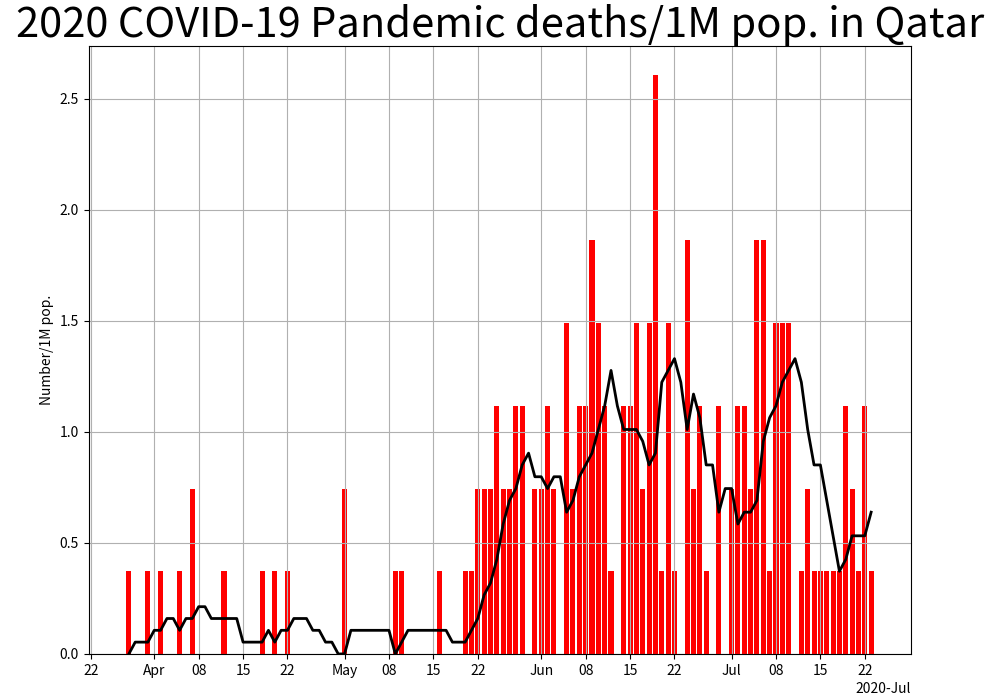 2020 COVID-19 Pandemic deaths/1M pop. in Qatar
Number/1M pop.
2.5
2.0
1.5
1.0
0.5
0.0
22 Apr 08 15 22 May 08 15 22 Jun 08 15 22 Jul 08 15 22
2020-Jul